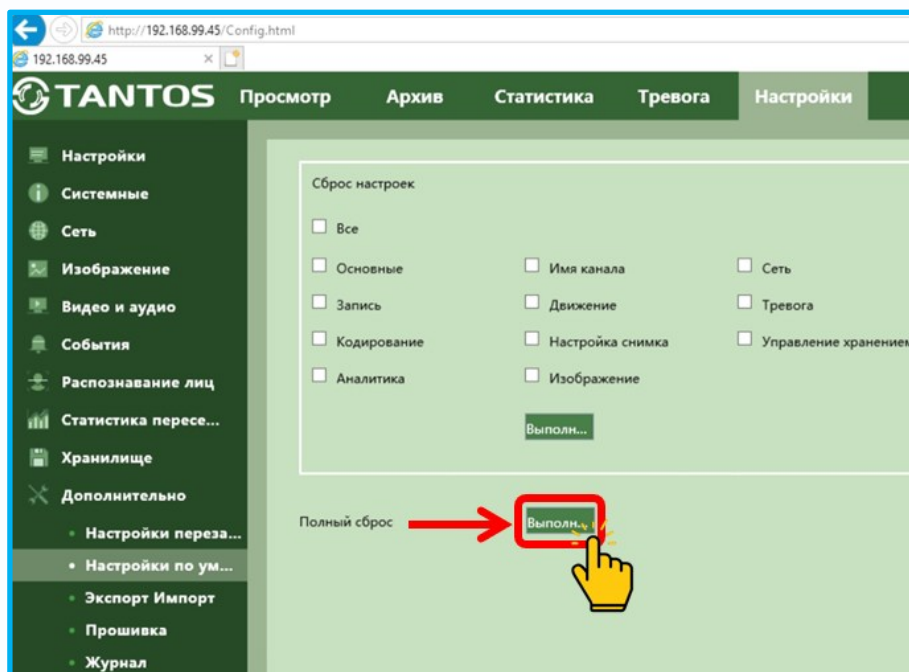 http://192.168.99.45/Config.html
192.168.99.45
TANTOS Просмотр Архив Статистика Тревога Настройки
Настройки
Системные
Сеть
Изображение
Видео и аудио
События
Распознавание лиц
Статистика пересе...
Хранилище
Дополнительно
Настройки переза...
Настройки по ум...
Экспорт Импорт
Прошивка
Журнал
Сброс настроек
Все
Основные Имя канала Сеть
Запись Движение Тревога
Кодирование Настройка снимка Управление хранением
Аналитика Изображение
Выполн...
Полный сброс Выполн...